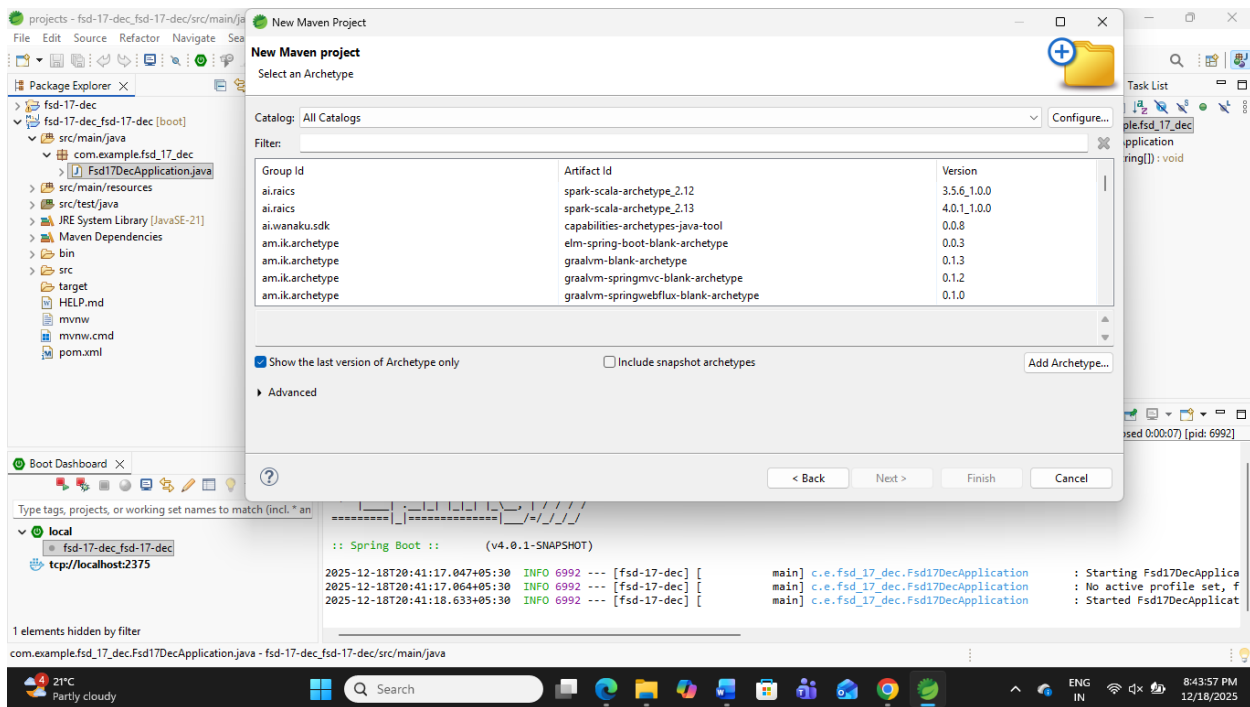 projects - fsd-17-dec_fsd-17-dec/src/main/ja
New Maven Project
File Edit Source Refactor Navigate Sea
New Maven project
Select an Archetype
Package Explorer
Task List
fsd-17-dec
fsd-17-dec_fsd-17-dec [boot]
src/main/java
com.example.fsd_17_dec
Fsd17DecApplication.java
src/main/resources
src/test/java
JRE System Library [JavaSE-21]
Maven Dependencies
bin
src
target
HELP.md
mvnw
mvnw.cmd
pom.xml
Catalog: All Catalogs Configure...
Filter:
Group Id Artifact Id Version
ai.raics spark-scala-archetype_2.12 3.5.6_1.0.0
ai.raics spark-scala-archetype_2.13 4.0.1_1.0.0
ai.wanaku.sdk capabilities-archetypes-java-tool 0.0.8
am.ik.archetype elm-spring-boot-blank-archetype 0.0.3
am.ik.archetype graalvm-blank-archetype 0.1.3
am.ik.archetype graalvm-springmvc-blank-archetype 0.1.2
am.ik.archetype graalvm-springwebflux-blank-archetype 0.1.0
Show the last version of Archetype only Include snapshot archetypes Add Archetype...
Advanced
< Back Next > Finish Cancel
ple.fsd_17_dec
pplication
ring[]) : void
osed 0:00:07) [pid: 6992]
Boot Dashboard
Type tags, projects, or working set names to match (incl. * an
local
fsd-17-dec_fsd-17-dec
tcp://localhost:2375
1 elements hidden by filter
=========|_|==============|___/=/_/_/_/
:: Spring Boot :: (v4.0.1-SNAPSHOT)
2025-12-18T20:41:17.047+05:30 INFO 6992 --- [fsd-17-dec] [ main] c.e.fsd_17_dec.Fsd17DecApplication : Starting Fsd17DecApplica
2025-12-18T20:41:17.064+05:30 INFO 6992 --- [fsd-17-dec] [ main] c.e.fsd_17_dec.Fsd17DecApplication : No active profile set, f
2025-12-18T20:41:18.633+05:30 INFO 6992 --- [fsd-17-dec] [ main] c.e.fsd_17_dec.Fsd17DecApplication : Started Fsd17DecApplicat
com.example.fsd_17_dec.Fsd17DecApplication.java - fsd-17-dec_fsd-17-dec/src/main/java
4
21°C
Partly cloudy
Search
ENG
IN
8:43:57 PM
12/18/2025